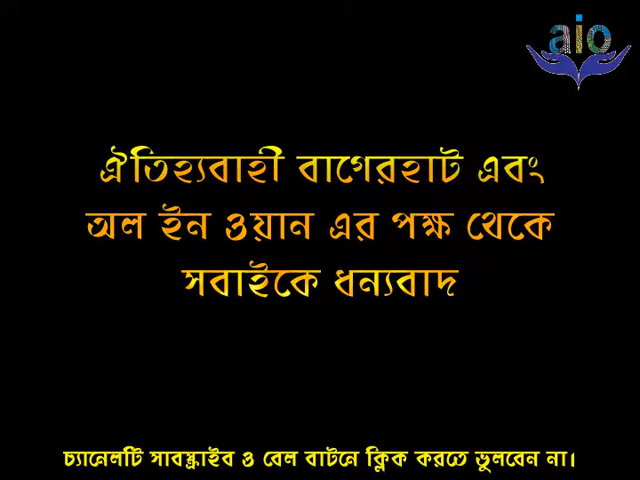 aio
ঐতিহ্যবাহী বাগেরহাট এবং
অল ইন ওয়ান এর পক্ষ থেকে
সবাইকে ধন্যবাদ
চ্যানেলটি সাবস্ক্রাইব ও বেল বাটনে ক্লিক করতে ভুলবেন না।